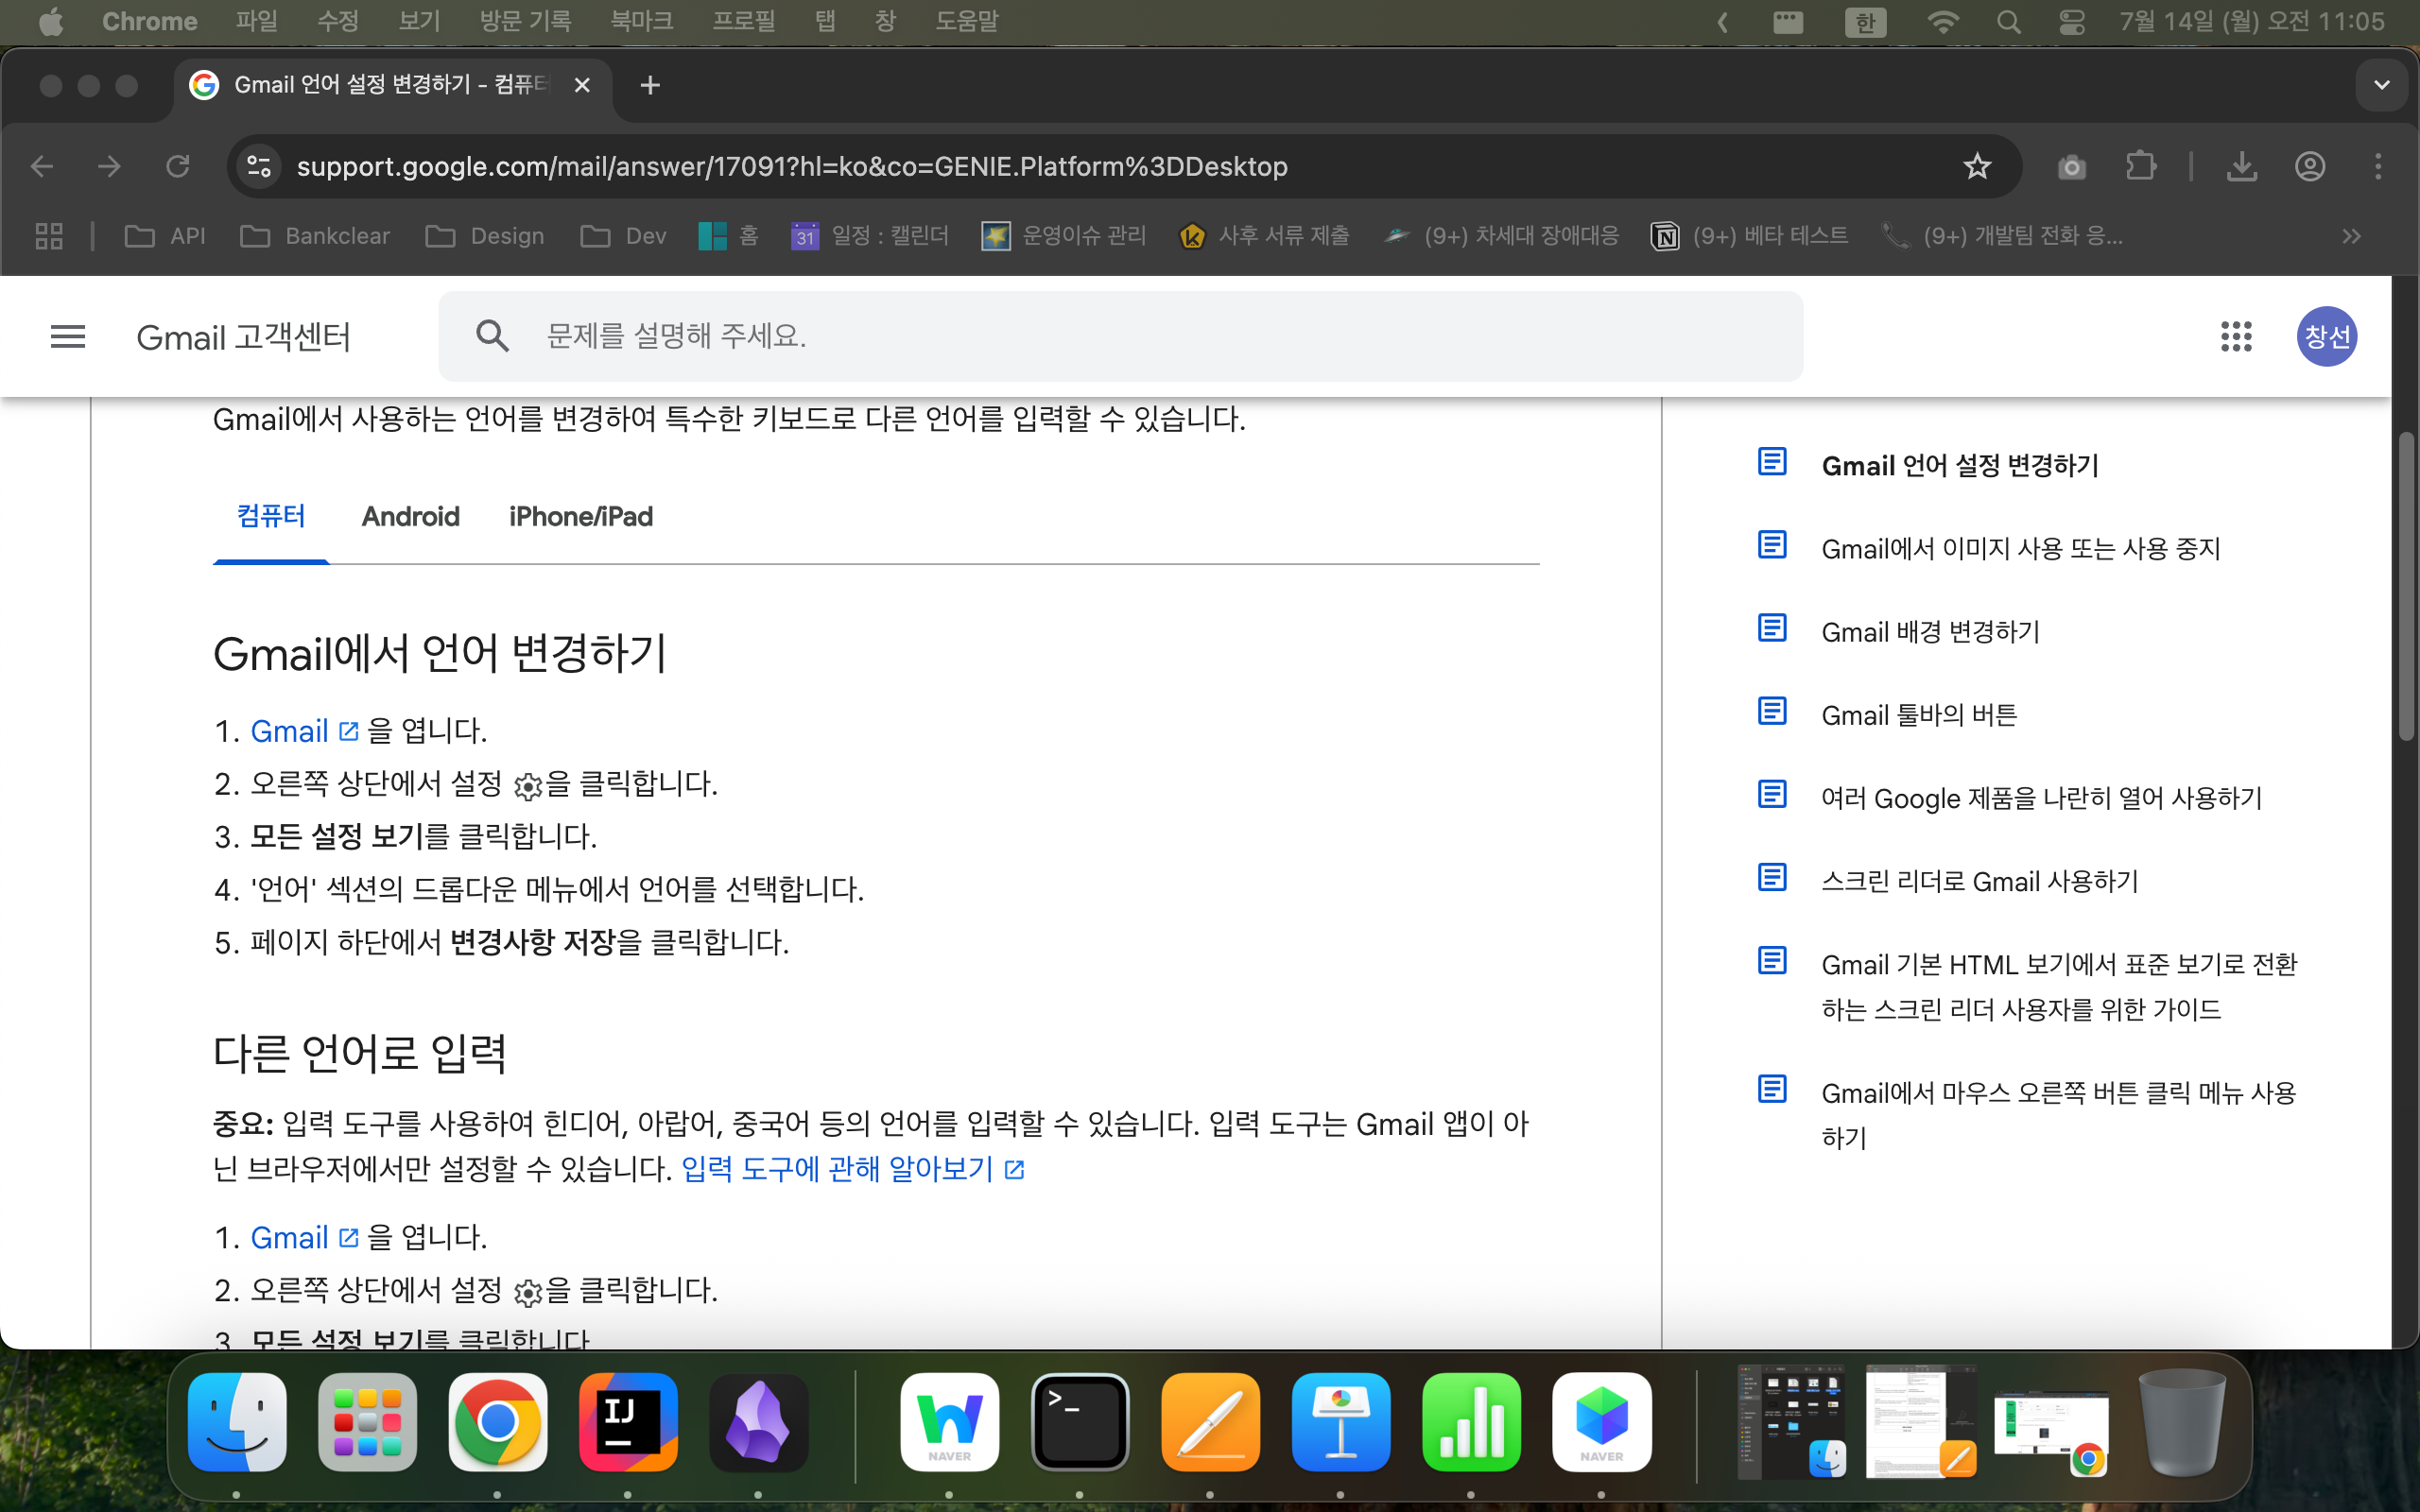 Chrome 파일 수정 보기 방문 기록 북마크 프로필 탭 창 도움말 한 7월 14일 (월) 오전 11:05
Gmail 언어 설정 변경하기 - 컴퓨터
support.google.com/mail/answer/17091?hl=ko&co=GENIE.Platform%3DDesktop
API Bankclear Design Dev 홈 31 일정 : 캘린더 운영이슈 관리 사후 서류 제출 (9+) 차세대 장애대응 (9+) 베타 테스트 (9+) 개발팀 전화 응...
Gmail 고객센터
문제를 설명해 주세요.
창선
Gmail에서 사용하는 언어를 변경하여 특수한 키보드로 다른 언어를 입력할 수 있습니다.
컴퓨터 Android iPhone/iPad
Gmail에서 언어 변경하기
1. Gmail 을 엽니다.
2. 오른쪽 상단에서 설정 을 클릭합니다.
3. 모든 설정 보기를 클릭합니다.
4. '언어' 섹션의 드롭다운 메뉴에서 언어를 선택합니다.
5. 페이지 하단에서 변경사항 저장을 클릭합니다.
다른 언어로 입력
중요: 입력 도구를 사용하여 힌디어, 아랍어, 중국어 등의 언어를 입력할 수 있습니다. 입력 도구는 Gmail 앱이 아
닌 브라우저에서만 설정할 수 있습니다. 입력 도구에 관해 알아보기
1. Gmail 을 엽니다.
2. 오른쪽 상단에서 설정 을 클릭합니다.
3. 모든 설정 보기를 클릭합니다
Gmail 언어 설정 변경하기
Gmail에서 이미지 사용 또는 사용 중지
Gmail 배경 변경하기
Gmail 툴바의 버튼
여러 Google 제품을 나란히 열어 사용하기
스크린 리더로 Gmail 사용하기
Gmail 기본 HTML 보기에서 표준 보기로 전환
하는 스크린 리더 사용자를 위한 가이드
Gmail에서 마우스 오른쪽 버튼 클릭 메뉴 사용
하기
IJ
NAVER
>_
NAVER